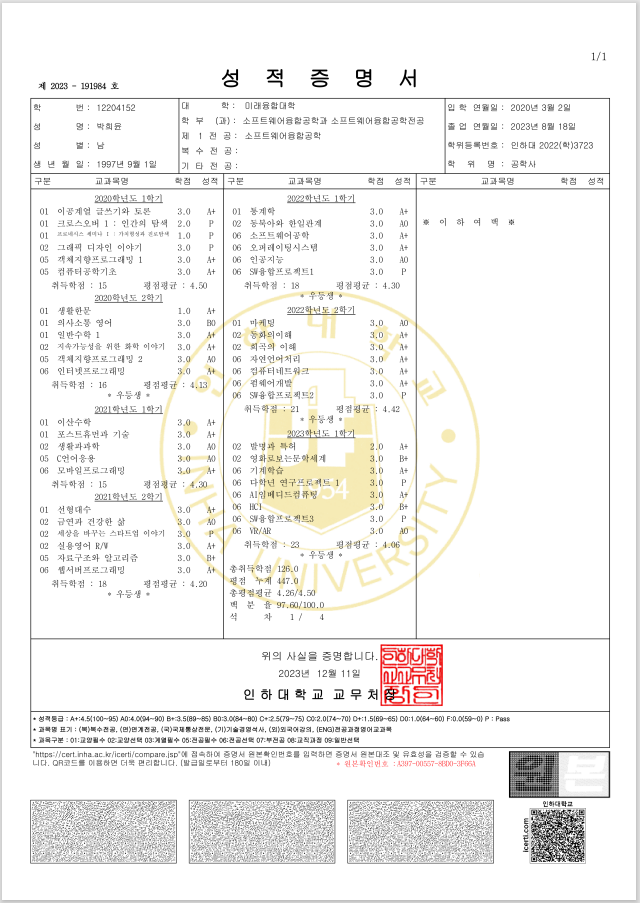 1/1
제 2023 - 191984 호
성 적 증 명 서
학 번 : 12204152
성 명 : 박희윤
성 별 : 남
생 년 월 일 : 1997년 9월 1일
대 학 : 미래융합대학
학 부 (과) : 소프트웨어융합공학과 소프트웨어융합공학전공
제 1 전 공 : 소프트웨어융합공학
복 수 전 공 :
기 타 전 공 :
입 학 연월일 : 2020년 3월 2일
졸 업 연월일 : 2023년 8월 18일
학위등록번호 : 인하대 2022(학)3723
학 위 명 : 공학사
구분 교과목명 학점 성적
2020학년도 1학기
01 이공계열 글쓰기와 토론 3.0 A+
01 크로스오버 1 : 인간의 탐색 2.0 P
01 프로네시스 세미나 I : 가치형성과 진로탐색 1.0 P
02 그래픽 디자인 이야기 3.0 P
05 객체지향프로그래밍 1 3.0 A+
05 컴퓨터공학기초 3.0 A+
취득학점 : 15 평점평균 : 4.50
2020학년도 2학기
01 생활한문 1.0 A+
01 의사소통 영어 3.0 B0
01 일반수학 1 3.0 A+
02 지속가능성을 위한 화학 이야기 3.0 A+
05 객체지향프로그래밍 2 3.0 A0
06 인터넷프로그래밍 3.0 A+
취득학점 : 16 평점평균 : 4.13
* 우등생 *
2021학년도 1학기
01 이산수학 3.0 A+
01 포스트휴먼과 기술 3.0 A+
02 생활과과학 3.0 A0
05 C언어응용 3.0 A0
06 모바일프로그래밍 3.0 A+
취득학점 : 15 평점평균 : 4.30
2021학년도 2학기
01 선형대수 3.0 A+
02 금연과 건강한 삶 3.0 A0
02 세상을 바꾸는 스타트업 이야기 3.0 P
02 실용영어 R/W 3.0 A+
05 자료구조와 알고리즘 3.0 B+
06 웹서버프로그래밍 3.0 A+
취득학점 : 18 평점평균 : 4.20
* 우등생 *
구분 교과목명 학점 성적
2022학년도 1학기
01 통계학 3.0 A+
02 동북아와 한일관계 3.0 A0
06 소프트웨어공학 3.0 A+
06 오퍼레이팅시스템 3.0 A+
06 인공지능 3.0 A0
06 SW융합프로젝트1 3.0 P
취득학점 : 18 평점평균 : 4.30
* 우등생 *
2022학년도 2학기
01 마케팅 3.0 A0
02 동화의이해 3.0 A+
02 희곡의 이해 3.0 A+
06 자연언어처리 3.0 A+
06 컴퓨터네트워크 3.0 A+
06 펌웨어개발 3.0 A+
06 SW융합프로젝트2 3.0 P
취득학점 : 21 평점평균 : 4.42
* 우등생 *
2023학년도 1학기
02 발명과 특허 2.0 A+
02 영화로보는문학세계 3.0 B+
06 기계학습 3.0 A+
06 다학년 연구프로젝트 1 3.0 P
06 AI임베디드컴퓨팅 3.0 A+
06 HCI 3.0 B+
06 SW융합프로젝트3 3.0 P
06 VR/AR 3.0 A0
취득학점 : 23 평점평균 : 4.06
* 우등생 *
총취득학점 126.0
평점 누계 447.0
총평점평균 4.26/4.50
백 분 율 97.60/100.0
석 차 1 / 4
구분 교과목명 학점 성적
※ 이 하 여 백 ※
위의 사실을 증명합니다.
2023년 12월 11일
인하대학교 교무처장
* 성적등급 : A+:4.5(100~95) A0:4.0(94~90) B+:3.5(89~85) B0:3.0(84~80) C+:2.5(79~75) C0:2.0(74~70) D+:1.5(69~65) D0:1.0(64~60) F:0.0(59~0) P : Pass
* 과목명 표기 : (복)복수전공, (연)연계전공, (국)국제통상전문, (기)기술경영석사, (외)외국어강의, (ENG)전공과정영어교과목
* 과목구분 : 01:교양필수 02:교양선택 03:계열필수 05:전공필수 06:전공선택 07:부전공 08:교직과정 09:일반선택
"https://cert.inha.ac.kr/icerti/compare.jsp"에 접속하여 증명서 원본확인번호를 입력하면 증명서 원본대조 및 유효성을 검증할 수 있습
니다. QR코드를 이용하면 더욱 편리합니다. (발급일로부터 180일 이내)
* 원본확인번호 : A397-00557-8BD0-3F66A
원본
인하대학교
icerti.com
인하대학교
INHA UNIVERSITY
1954